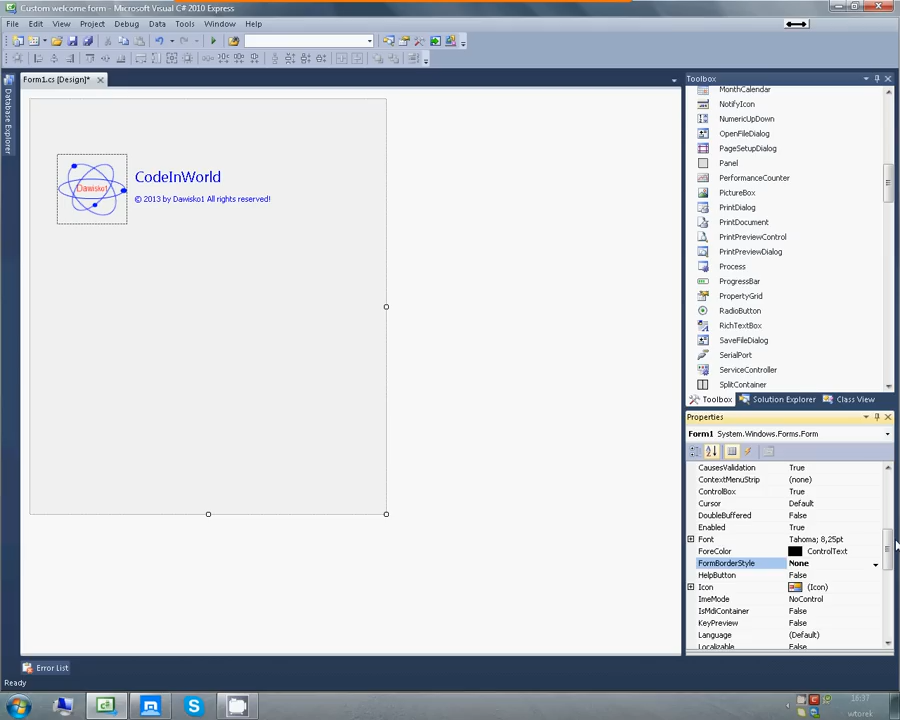 Custom welcome form - Microsoft Visual C# 2010 Express
File Edit View Project Debug Data Tools Window Help
Form1.cs [Design]*
Database Explorer
Dawisko1
CodeInWorld
© 2013 by Dawisko1 All rights reserved!
Toolbox
MonthCalendar
NotifyIcon
NumericUpDown
OpenFileDialog
PageSetupDialog
Panel
PerformanceCounter
PictureBox
PrintDialog
PrintDocument
PrintPreviewControl
PrintPreviewDialog
Process
ProgressBar
PropertyGrid
RadioButton
RichTextBox
SaveFileDialog
SerialPort
ServiceController
SplitContainer
Toolbox Solution Explorer Class View
Properties
Form1 System.Windows.Forms.Form
CausesValidation True
ContextMenuStrip (none)
ControlBox True
Cursor Default
DoubleBuffered False
Enabled True
Font Tahoma; 8,25pt
ForeColor ControlText
FormBorderStyle None
HelpButton False
Icon (Icon)
ImeMode NoControl
IsMdiContainer False
KeyPreview False
Language (Default)
Localizable False
Error List
Ready
16:37
wtorek